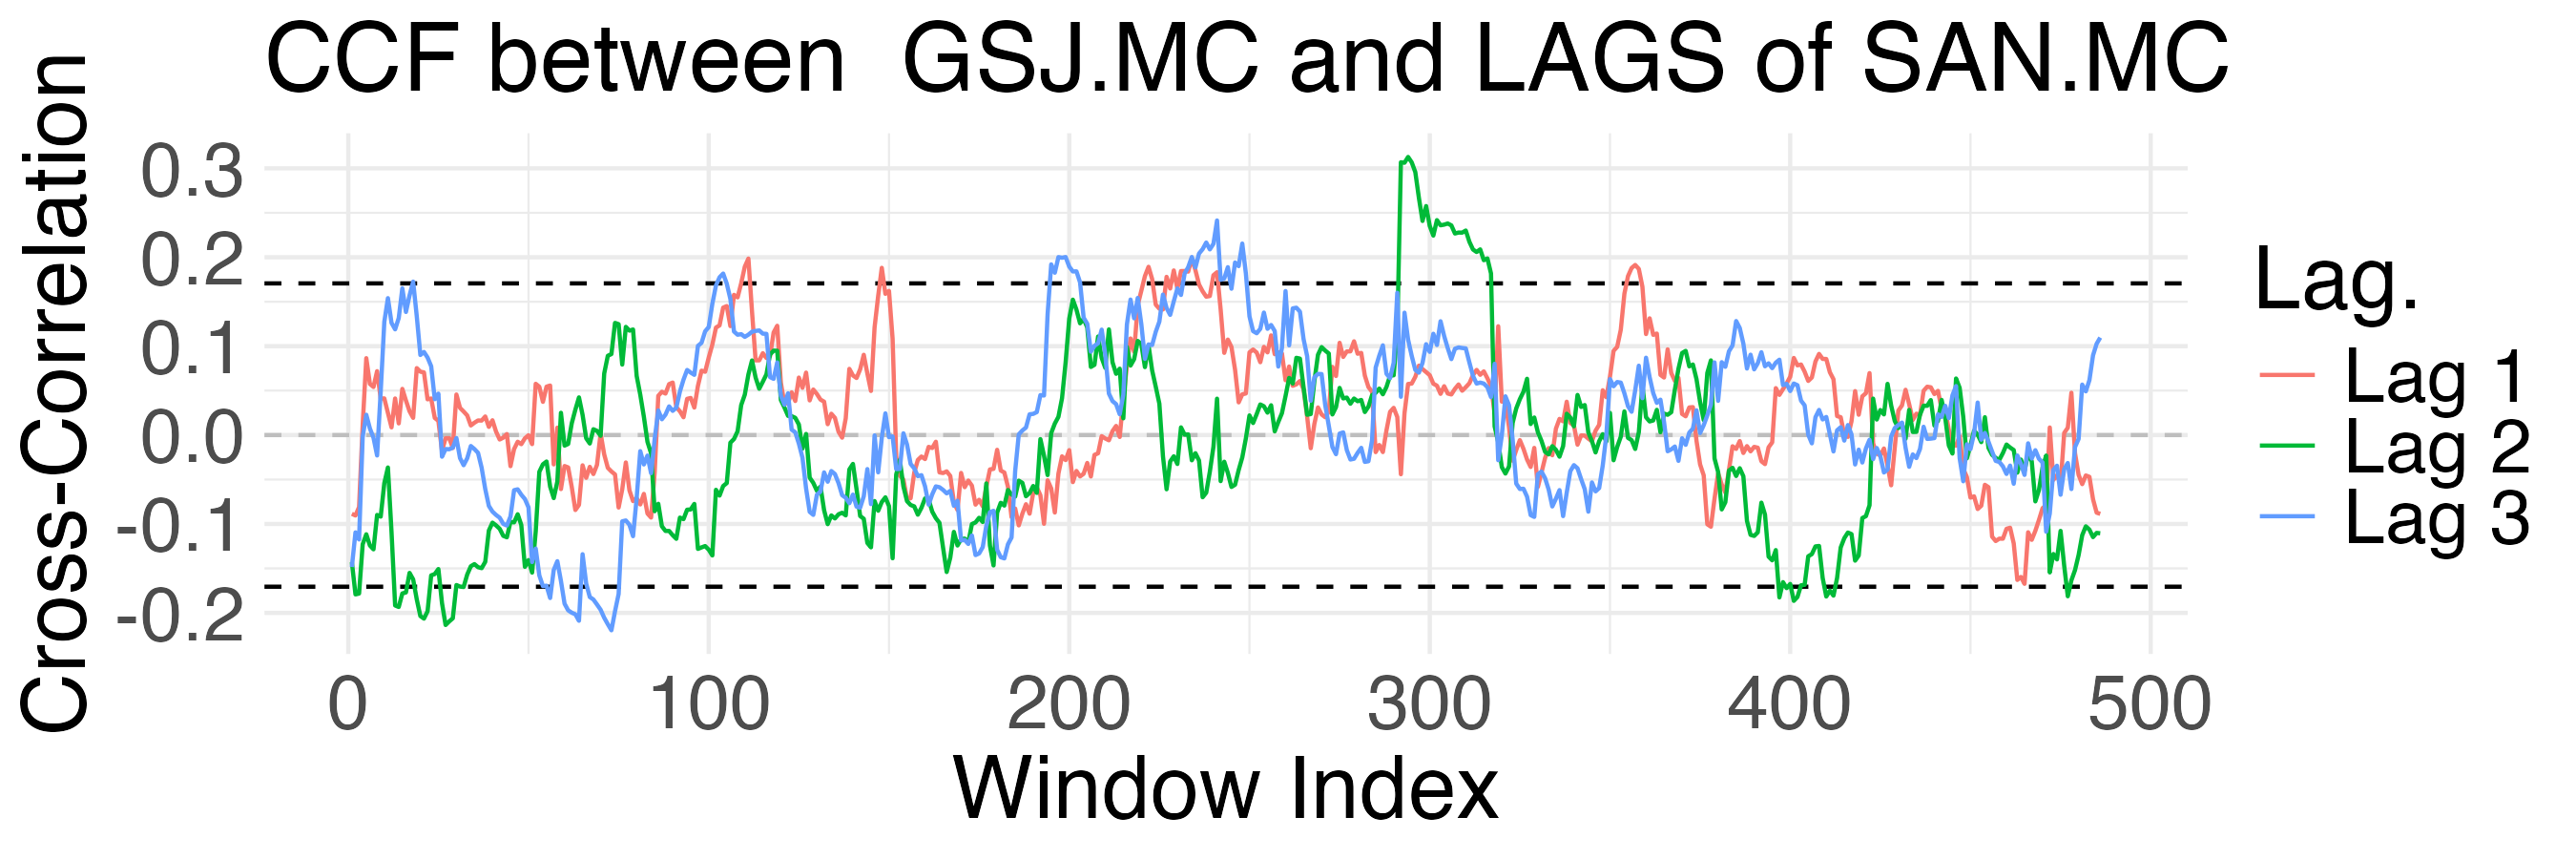 CCF between  GSJ.MC and LAGS of SAN.MC
Cross-Correlation
0.3
0.2
0.1
0.0
-0.1
-0.2
0 100 200 300 400 500
Window Index
Lag.
Lag 1
Lag 2
Lag 3